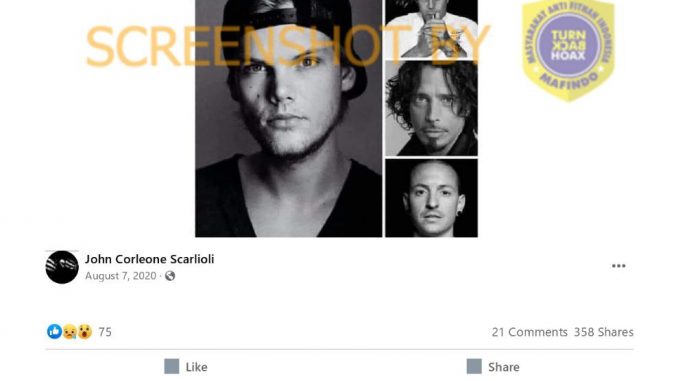 SCREENSHOT BY
MASYARAKAT ANTI FITNAH INDONESIA
TURN
BACK
HOAX
MAFINDO
John Corleone Scarlioli
August 7, 2020 ·
75
21 Comments 358 Shares
Like
Share